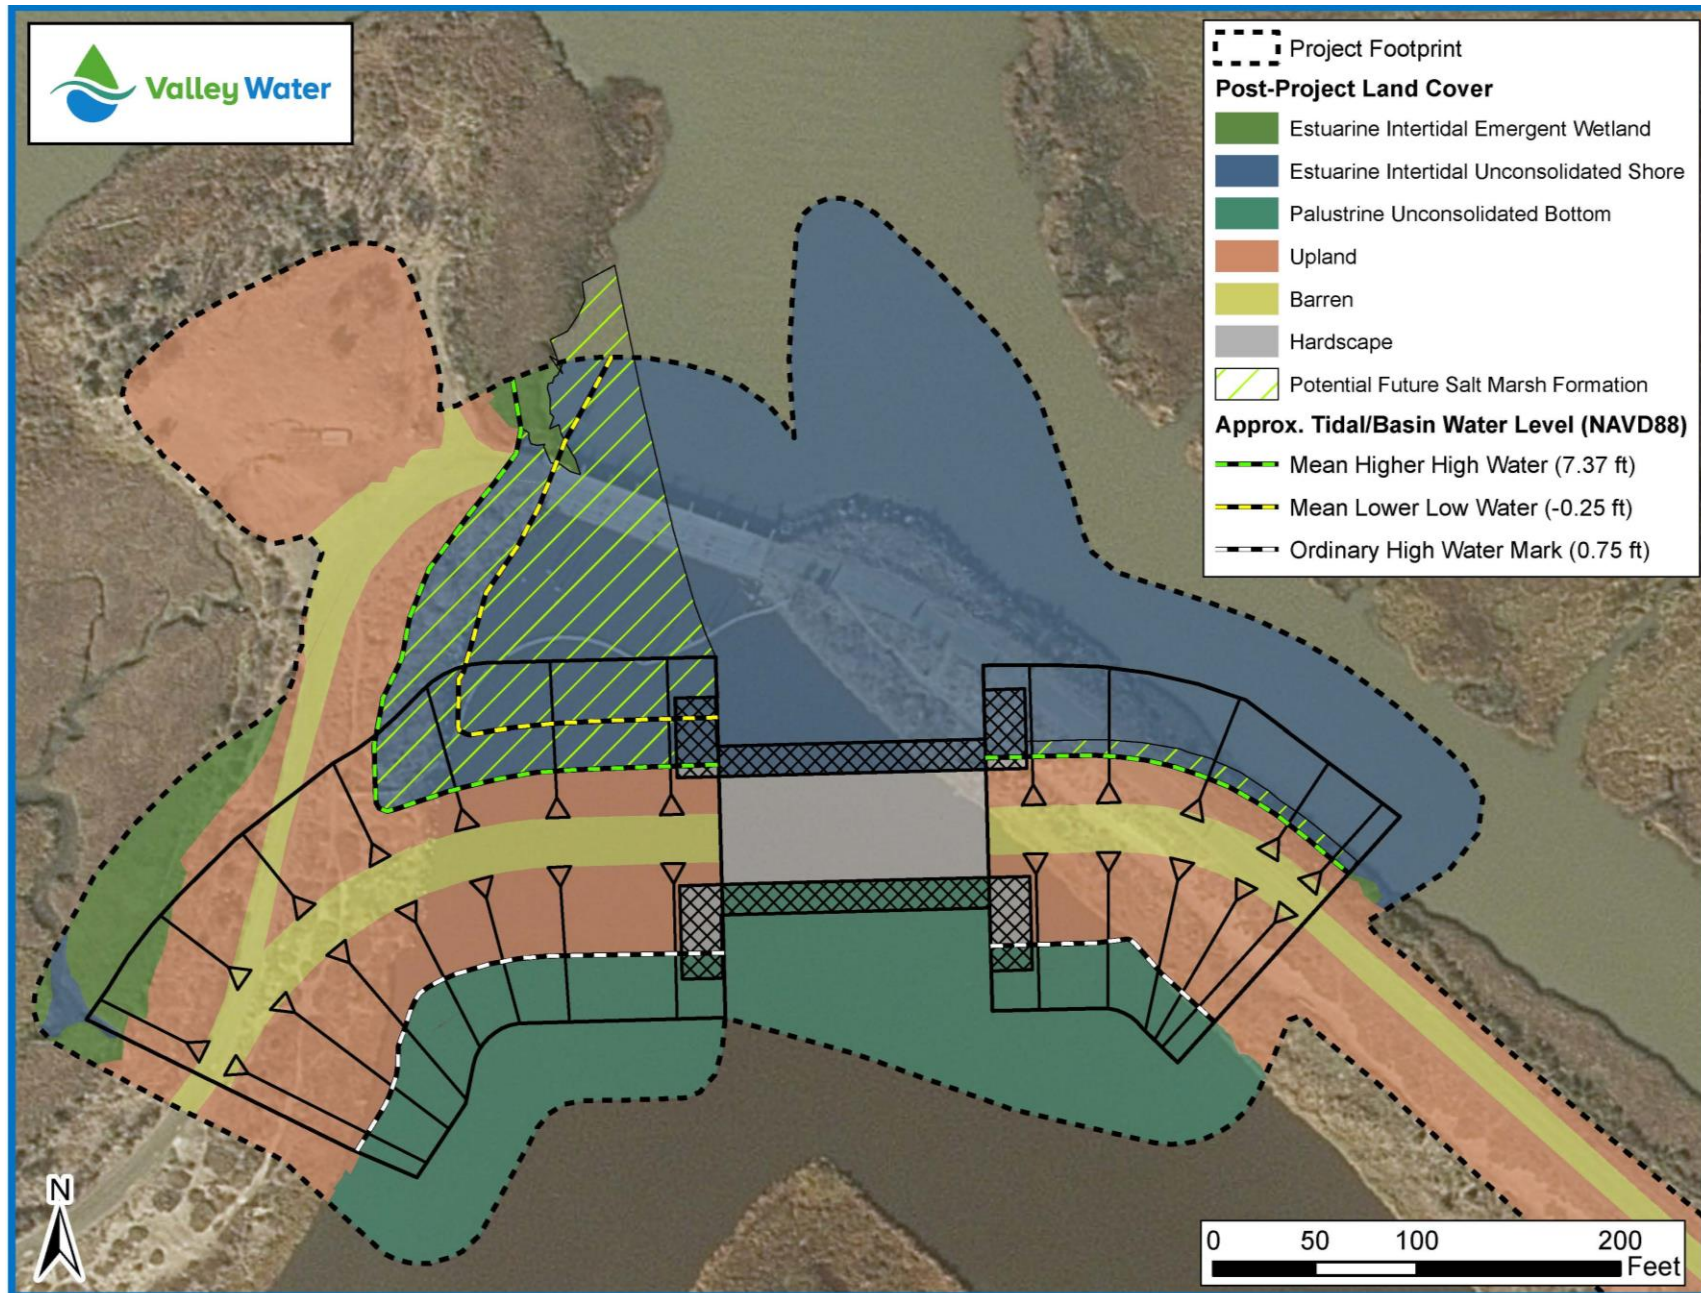 Valley Water
Project Footprint
Post-Project Land Cover
Estuarine Intertidal Emergent Wetland
Estuarine Intertidal Unconsolidated Shore
Palustrine Unconsolidated Bottom
Upland
Barren
Hardscape
Potential Future Salt Marsh Formation
Approx. Tidal/Basin Water Level (NAVD88)
Mean Higher High Water (7.37 ft)
Mean Lower Low Water (-0.25 ft)
Ordinary High Water Mark (0.75 ft)
N
0 50 100 200
Feet